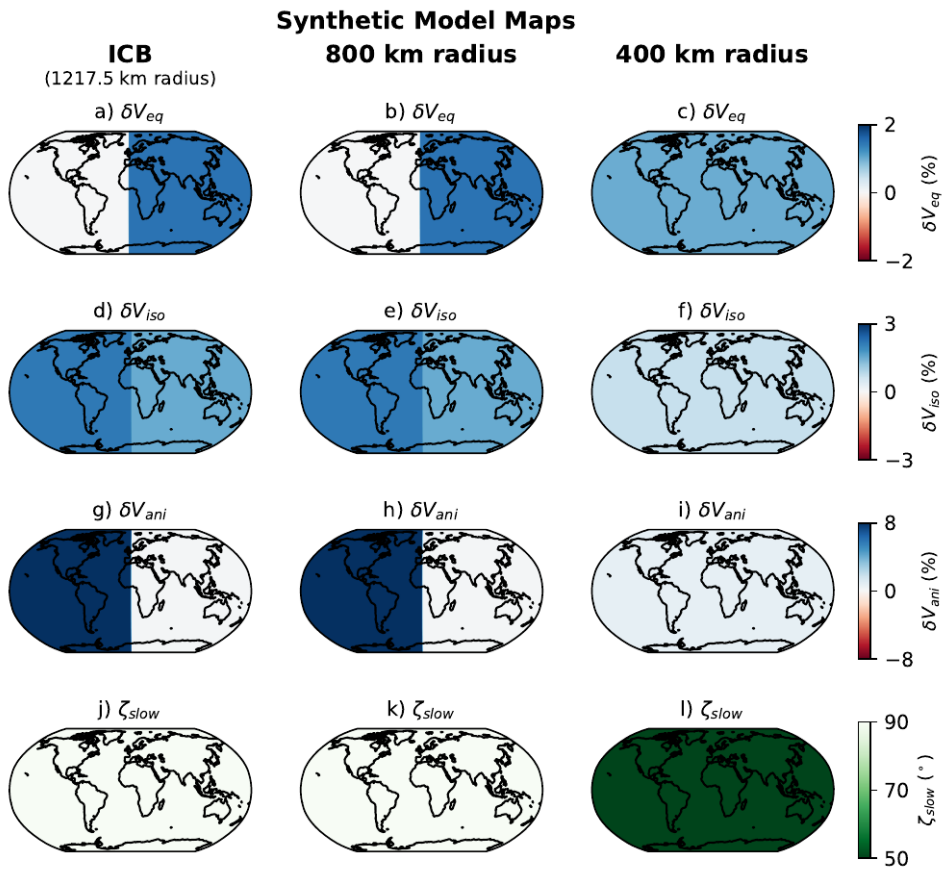 Synthetic Model Maps
ICB 800 km radius 400 km radius
(1217.5 km radius)
a) δV_eq b) δV_eq c) δV_eq
2
0
−2
δV_eq (%)
d) δV_iso e) δV_iso f) δV_iso
3
0
−3
δV_iso (%)
g) δV_ani h) δV_ani i) δV_ani
8
0
−8
δV_ani (%)
j) ζ_slow k) ζ_slow l) ζ_slow
90
70
50
ζ_slow (°)